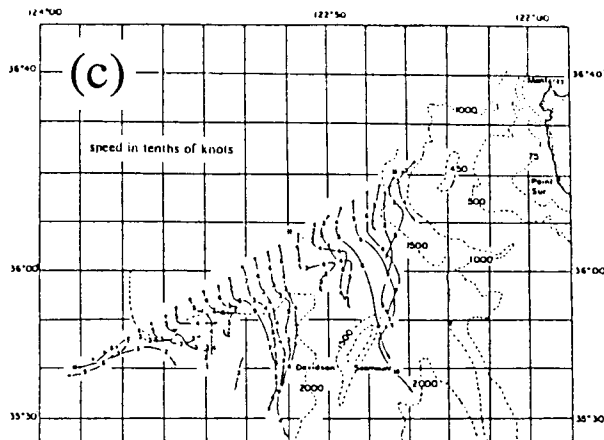 124°00 122°50 122°00
36°40 36°40
(c)
Monterey
1000
speed in tenths of knots
450 75
Point
Sur
500
1500
1000
36°00 36°00
1500
Davidson Seamount
2000 2000
35°30 35°30